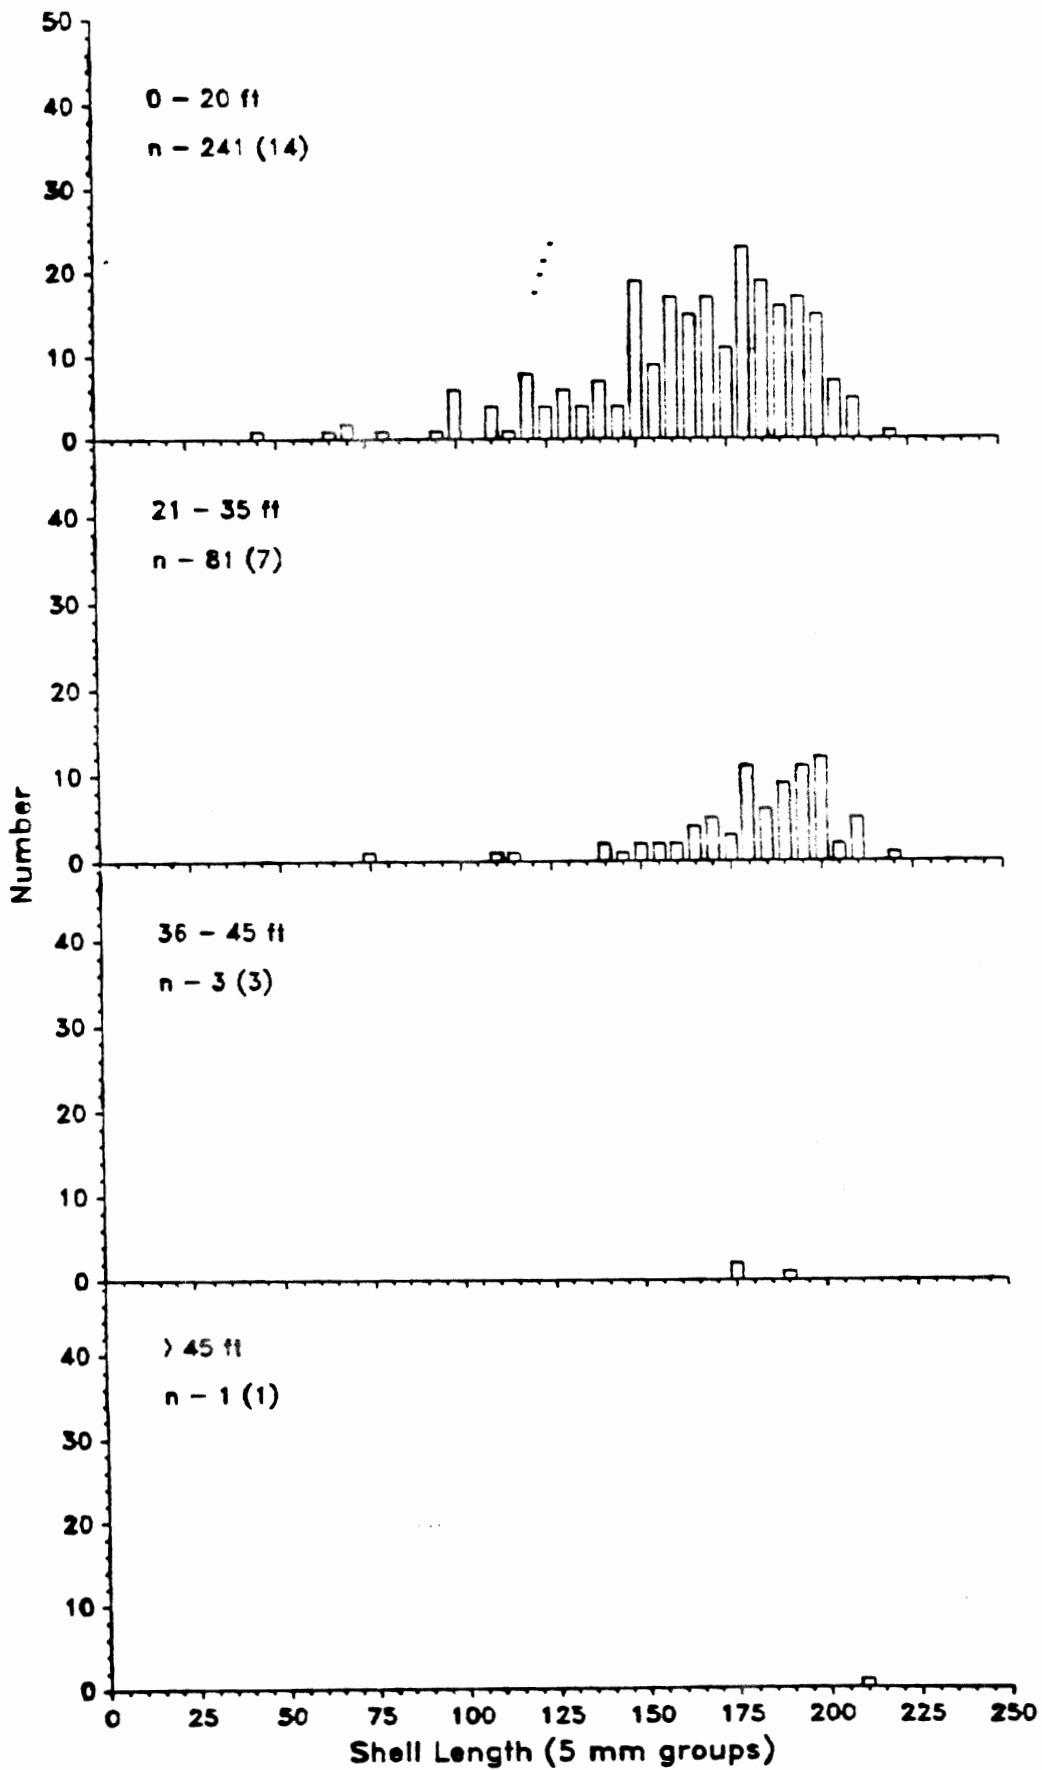 50
40
30
20
10
0
0 – 20 ft
n – 241 (14)
40
30
20
10
0
21 – 35 ft
n – 81 (7)
Number
40
30
20
10
0
36 – 45 ft
n – 3 (3)
40
30
20
10
0
> 45 ft
n – 1 (1)
0 25 50 75 100 125 150 175 200 225 250
Shell Length (5 mm groups)